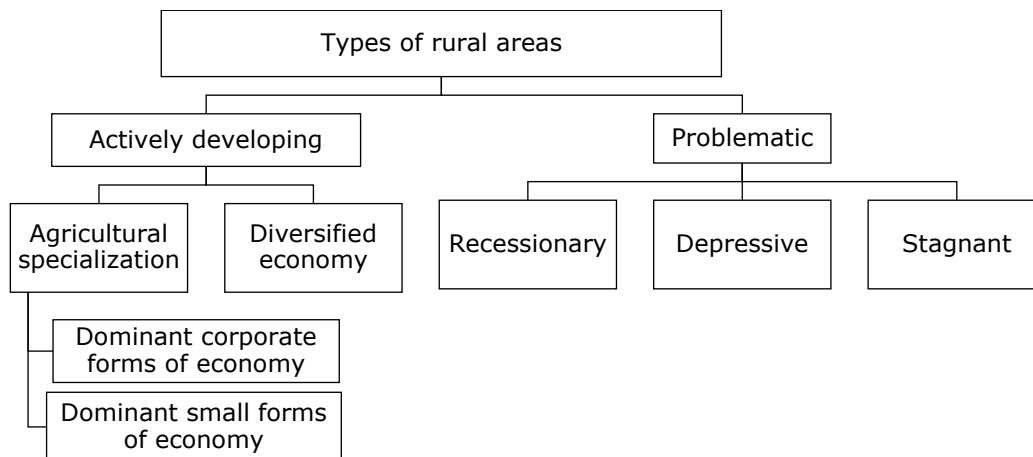 Types of rural areas
Actively developing
Problematic
Agricultural
specialization
Diversified
economy
Recessionary
Depressive
Stagnant
Dominant corporate
forms of economy
Dominant small forms
of economy